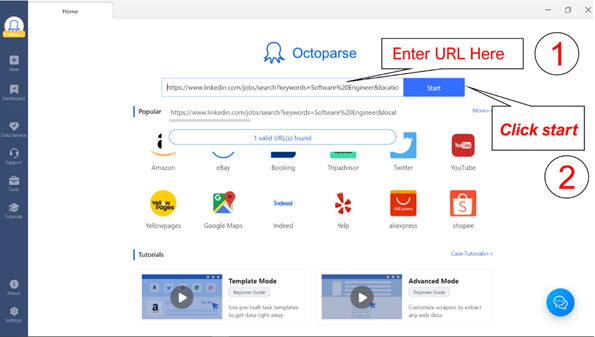 Home
Octoparse
Enter URL Here
1
https://www.linkedin.com/jobs/search?keywords=Software%20Engineer&locatio
Start
Popular
https://www.linkedin.com/jobs/search?keywords=Software%20Engineer&locat
More>
1 valid URL(s) found
Click start
2
New
Dashboard
Data Service
Support
Tools
Tutorials
About
Settings
Amazon
eBay
Booking
Tripadvisor
Twitter
YouTube
You Tube
Yellow Pages
indeed
yelp
AliExpress
Yellowpages
Google Maps
Indeed
Yelp
aliexpress
shopee
Tutorials
Case Tutorials>>
Template Mode
Beginner Guide
Use pre-built task templates
to get data right away.
Advanced Mode
Beginner Guide
Customize scrapers to extract
any web data.